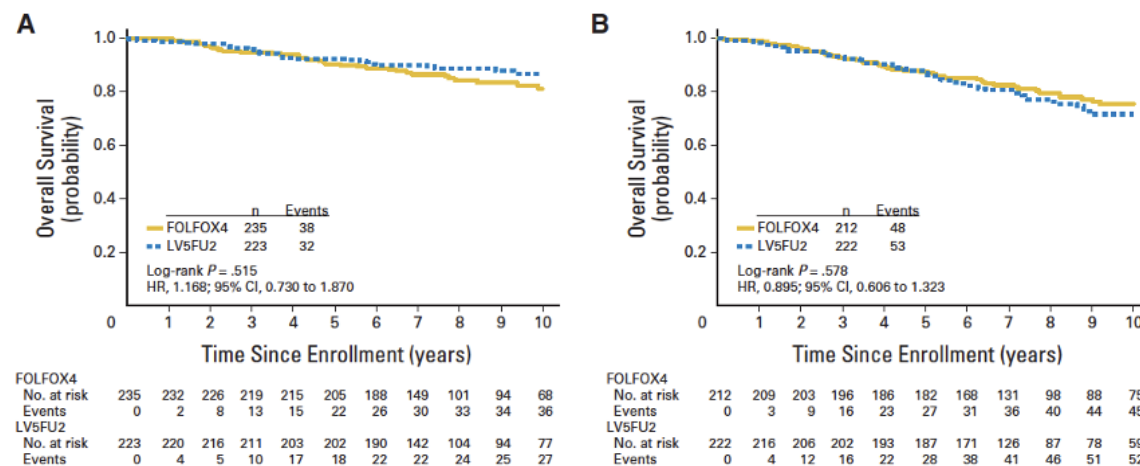 A
1.0
0.8
0.6
0.4
0.2
Overall Survival
(probability)
n Events
FOLFOX4 235 38
LV5FU2 223 32
Log-rank P = .515
HR, 1.168; 95% CI, 0.730 to 1.870
0 1 2 3 4 5 6 7 8 9 10
Time Since Enrollment (years)
FOLFOX4
No. at risk 235 232 226 219 215 205 188 149 101 94 68
Events 0 2 8 13 15 22 26 30 33 34 36
LV5FU2
No. at risk 223 220 216 211 203 202 190 142 104 94 77
Events 0 4 5 10 17 18 22 22 24 25 27
B
1.0
0.8
0.6
0.4
0.2
Overall Survival
(probability)
n Events
FOLFOX4 212 48
LV5FU2 222 53
Log-rank P = .578
HR, 0.895; 95% CI, 0.606 to 1.323
0 1 2 3 4 5 6 7 8 9 10
Time Since Enrollment (years)
FOLFOX4
No. at risk 212 209 203 196 186 182 168 131 98 88
Events 0 3 9 16 23 27 31 36 40 44
LV5FU2
No. at risk 222 216 206 202 193 187 171 126 87 78
Events 0 4 12 16 22 28 38 41 46 51